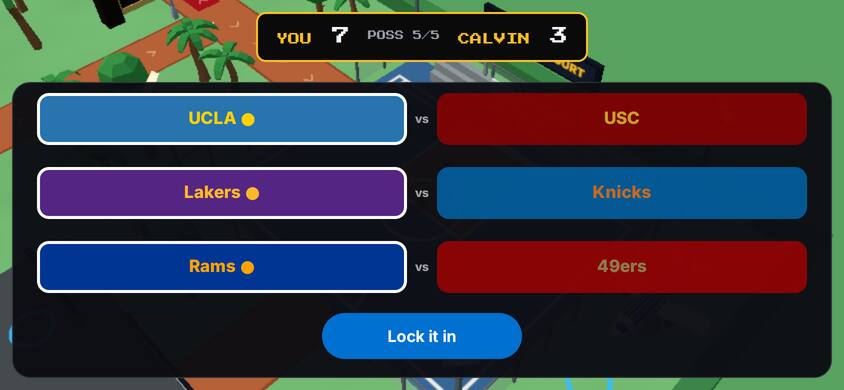 YOU 7 POSS 5/5 CALVIN 3
UCLA vs USC
Lakers vs Knicks
Rams vs 49ers
Lock it in